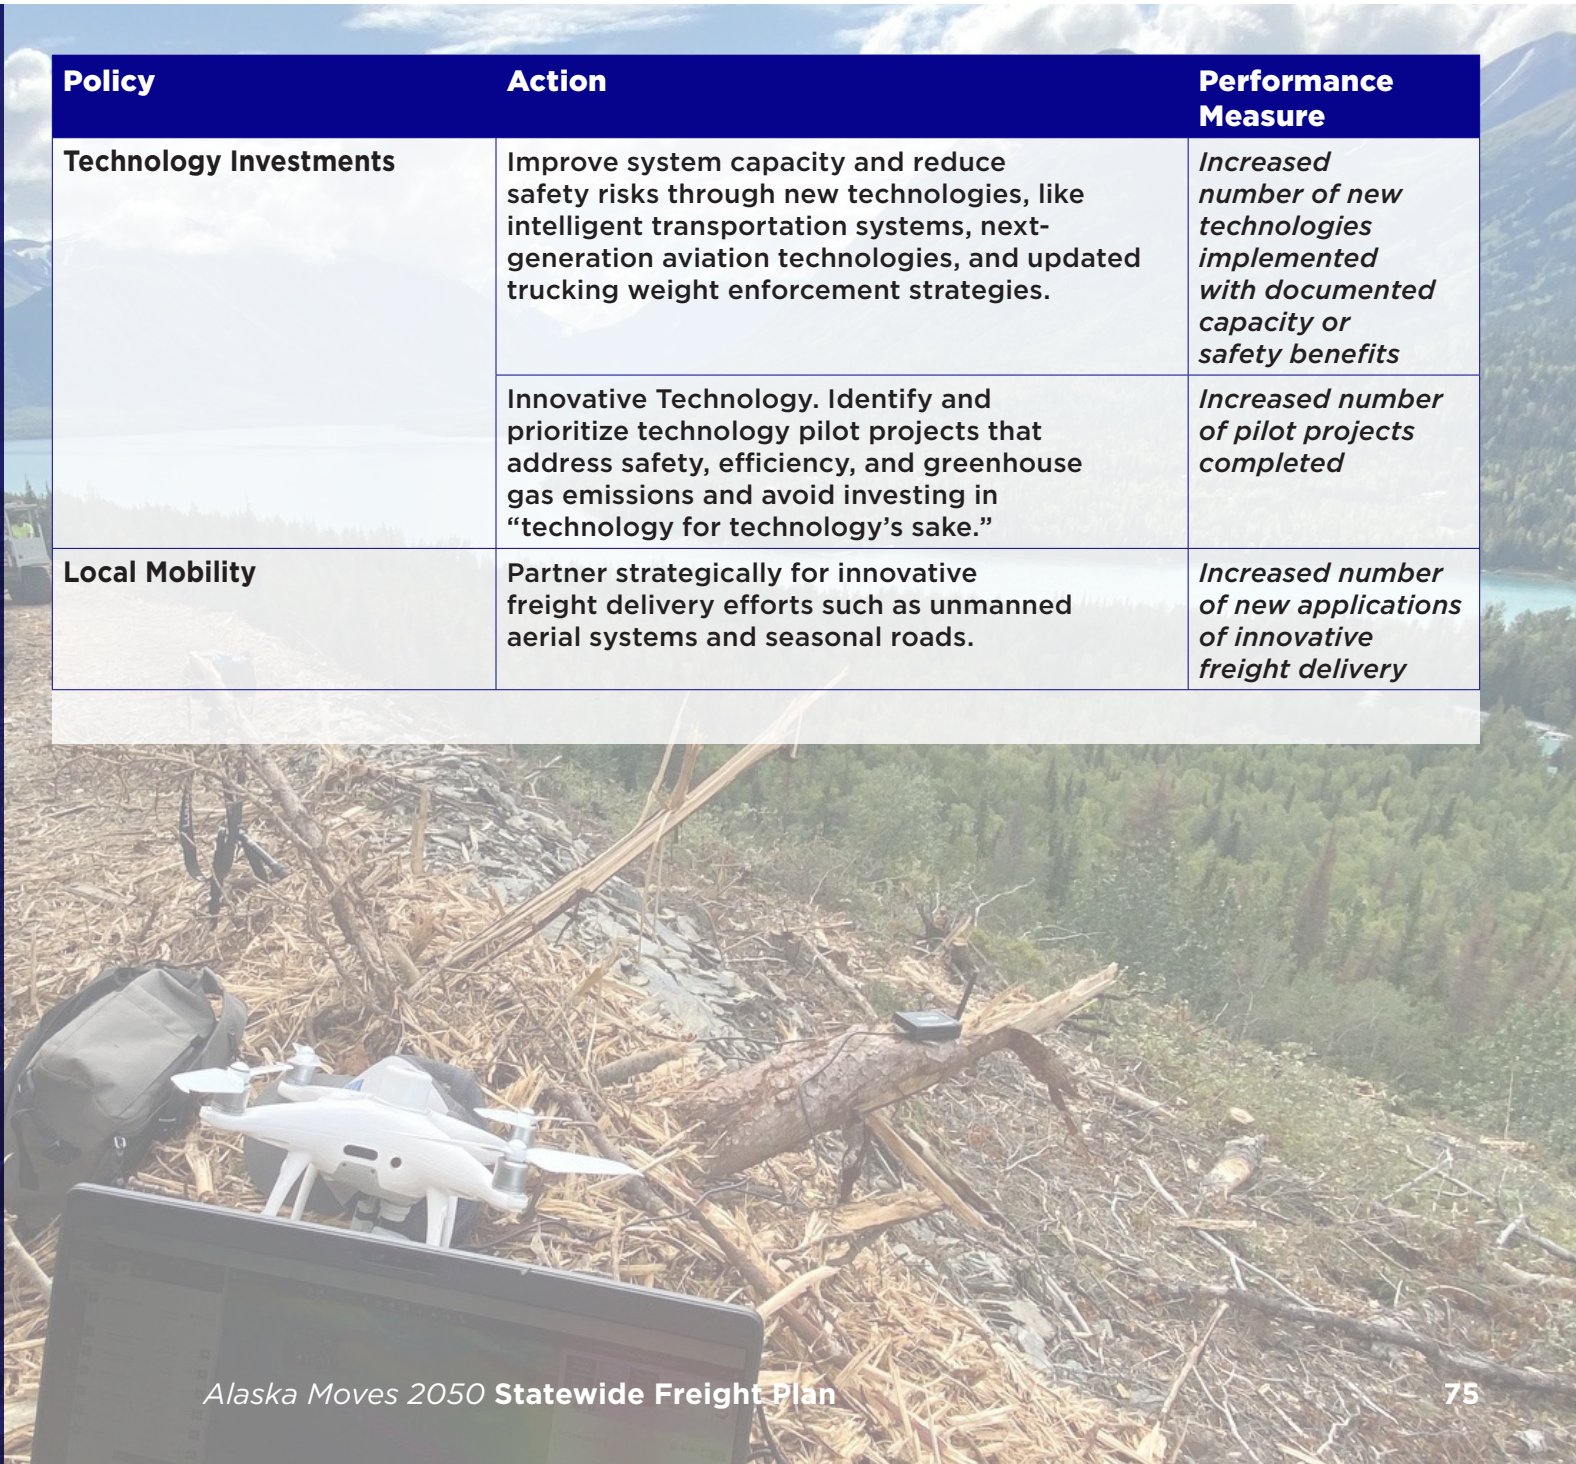 Policy
Action
Performance
Measure
Technology Investments
Improve system capacity and reduce
safety risks through new technologies, like
intelligent transportation systems, next-
generation aviation technologies, and updated
trucking weight enforcement strategies.
Increased
number of new
technologies
implemented
with documented
capacity or
safety benefits
Innovative Technology. Identify and
prioritize technology pilot projects that
address safety, efficiency, and greenhouse
gas emissions and avoid investing in
“technology for technology’s sake.”
Increased number
of pilot projects
completed
Local Mobility
Partner strategically for innovative
freight delivery efforts such as unmanned
aerial systems and seasonal roads.
Increased number
of new applications
of innovative
freight delivery
Alaska Moves 2050 Statewide Freight Plan
75